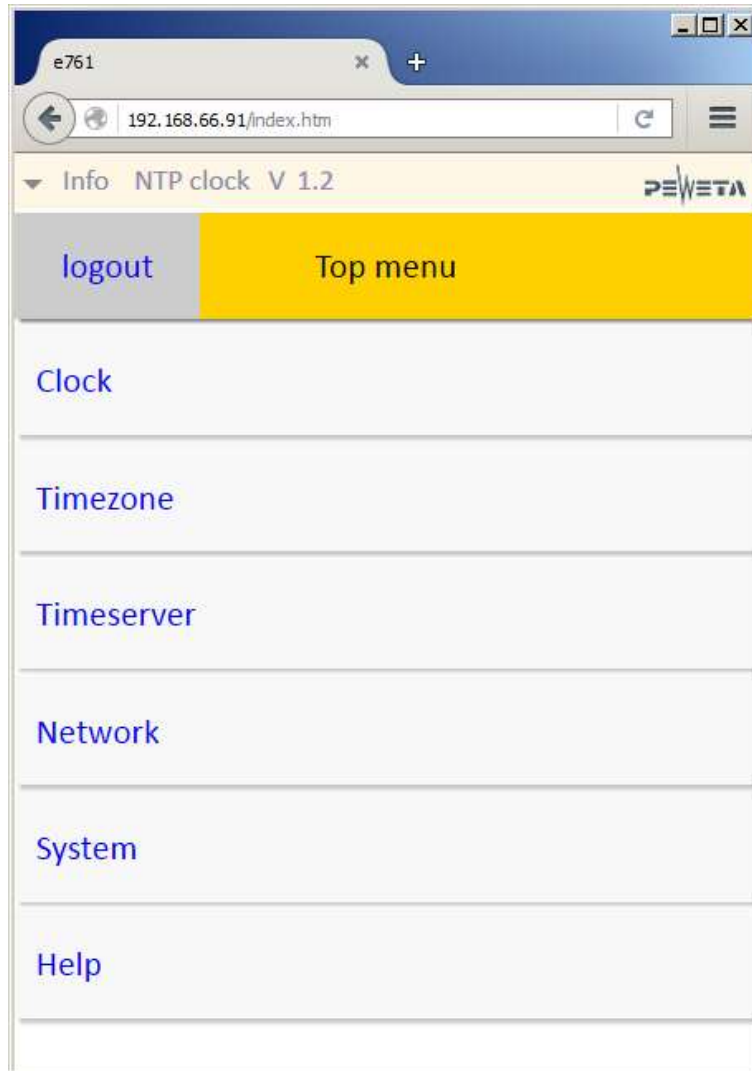 e761
192.168.66.91/index.htm
Info NTP clock V 1.2
PEWETA
logout Top menu
Clock
Timezone
Timeserver
Network
System
Help